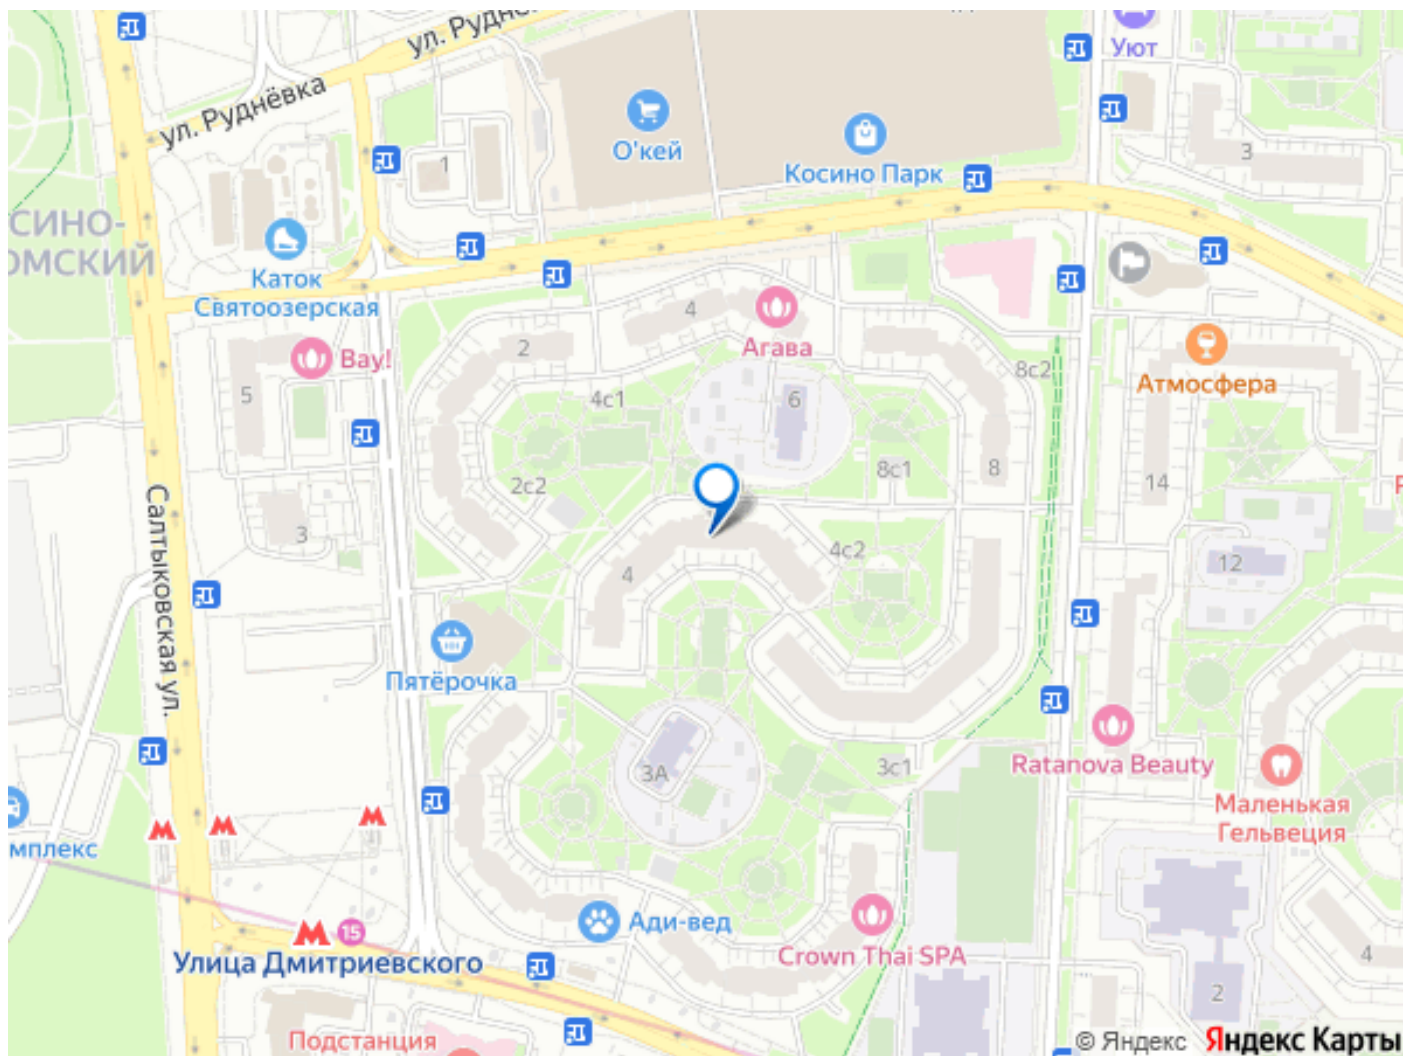 ул. Руднёвка
ул. Рудне
Уют
О'кей
Косино Парк
1
3
СИНО-
ОМСКИЙ
Каток
Святоозерская
Вау!
5
2
4
Агава
4с1
6
8с2
Атмосфера
2с2
8с1
8
14
3
4с2
4
12
Салтыковская ул.
Пятёрочка
3А
3с1
Ratanova Beauty
Маленькая
Гельвеция
мплекс
15
Улица Дмитриевского
Ади-вед
Crown Thai SPA
4
2
Подстанция
© Яндекс Яндекс Карты